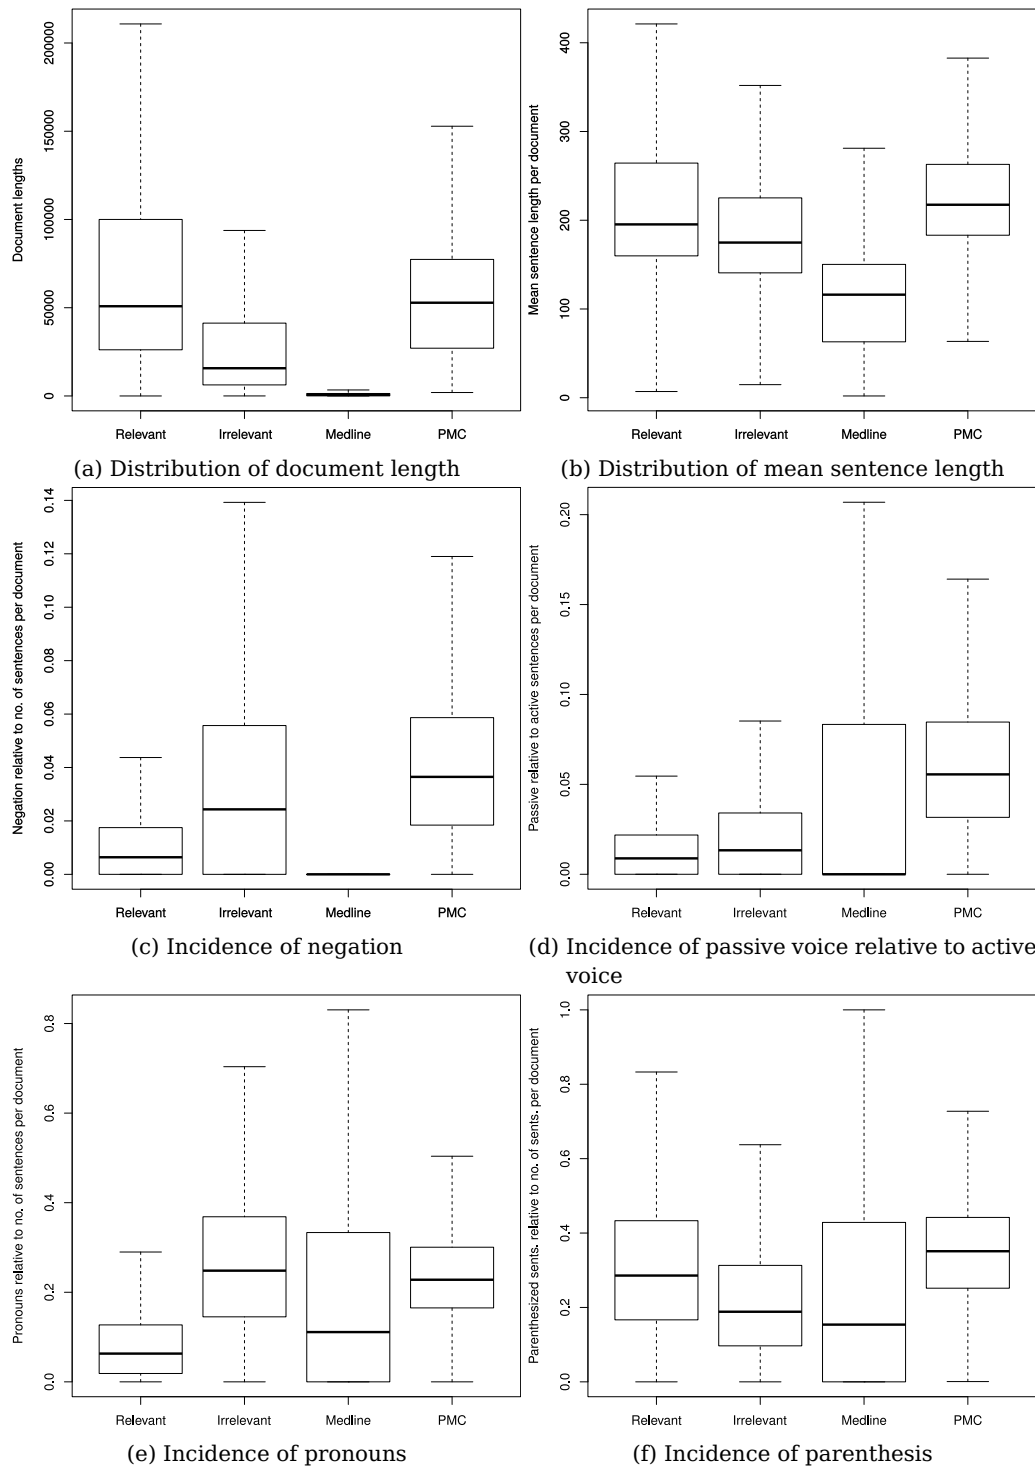 Document lengths
200000
150000
100000
50000
0
Relevant Irrelevant Medline PMC
(a) Distribution of document length
Mean sentence length per document
400
300
200
100
0
Relevant Irrelevant Medline PMC
(b) Distribution of mean sentence length
Negation relative to no. of sentences per document
0.14
0.12
0.10
0.08
0.06
0.04
0.02
0.00
Relevant Irrelevant Medline PMC
(c) Incidence of negation
Passive relative to active sentences per document
0.20
0.15
0.10
0.05
0.00
Relevant Irrelevant Medline PMC
(d) Incidence of passive voice relative to active
voice
Pronouns relative to no. of sentences per document
0.8
0.6
0.4
0.2
0.0
Relevant Irrelevant Medline PMC
(e) Incidence of pronouns
Parenthesized sents. relative to no. of sents. per document
1.0
0.8
0.6
0.4
0.2
0.0
Relevant Irrelevant Medline PMC
(f) Incidence of parenthesis